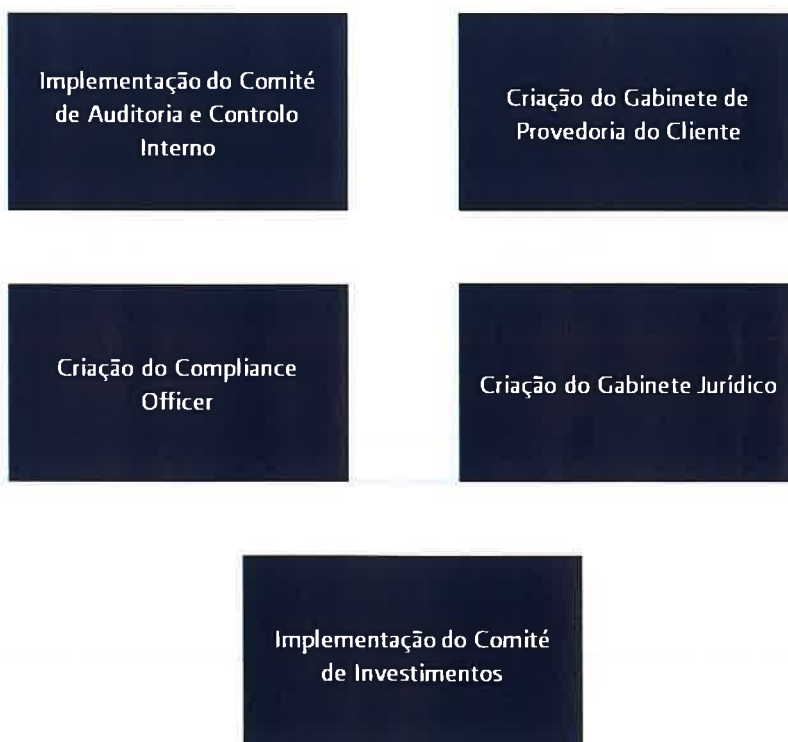 Implementação do Comité
de Auditoria e Controlo
Interno
Criação do Gabinete de
Provedoria do Cliente
Criação do Compliance
Officer
Criação do Gabinete Jurídico
Implementação do Comité
de Investimentos